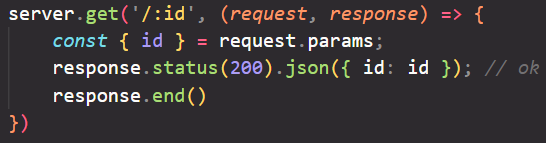 server.get('/:id', (request, response) => {
    const { id } = request.params;
    response.status(200).json({ id: id }); // ok
    response.end()
})